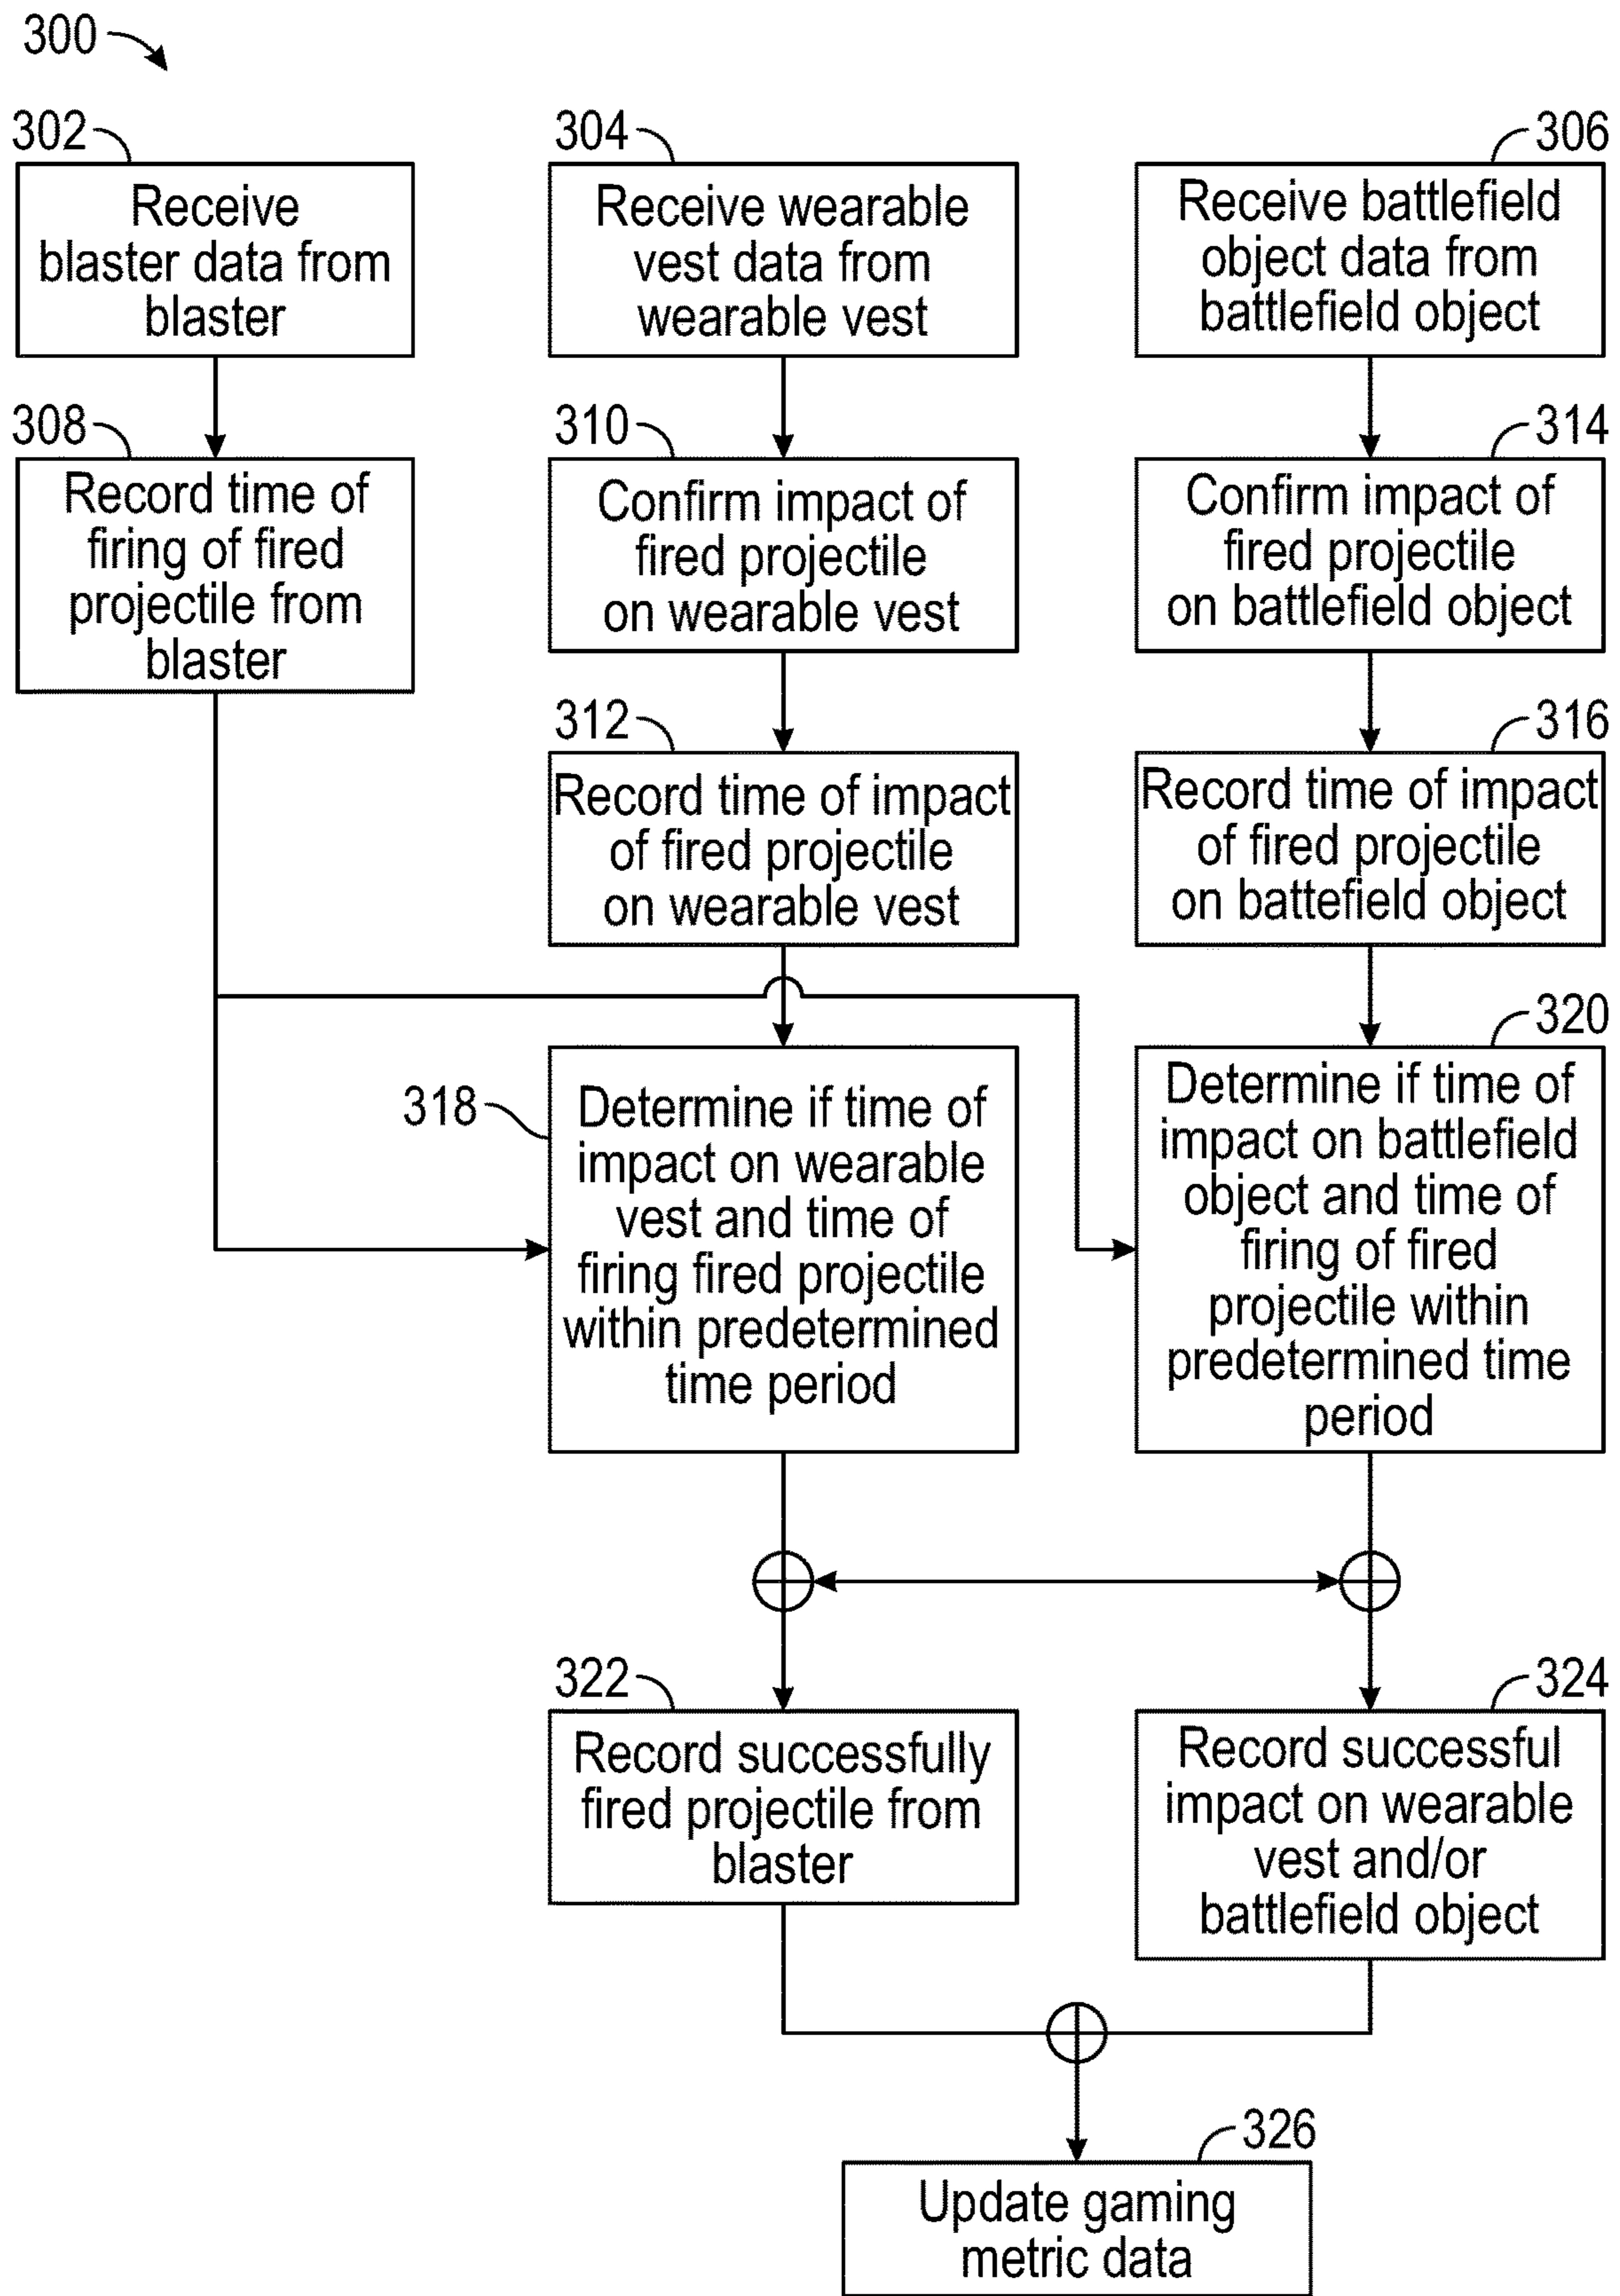 300
302
Receive
blaster data from
blaster
304
Receive wearable
vest data from
wearable vest
306
Receive battlefield
object data from
battlefield object
308
Record time of
firing of fired
projectile from
blaster
310
Confirm impact of
fired projectile
on wearable vest
314
Confirm impact of
fired projectile
on battlefield object
312
Record time of impact
of fired projectile
on wearable vest
316
Record time of impact
of fired projectile
on battefield object
318
Determine if time of
impact on wearable
vest and time of
firing fired projectile
within predetermined
time period
320
Determine if time of
impact on battlefield
object and time of
firing of fired
projectile within
predetermined time
period
322
Record successfully
fired projectile from
blaster
324
Record successful
impact on wearable
vest and/or
battlefield object
326
Update gaming
metric data